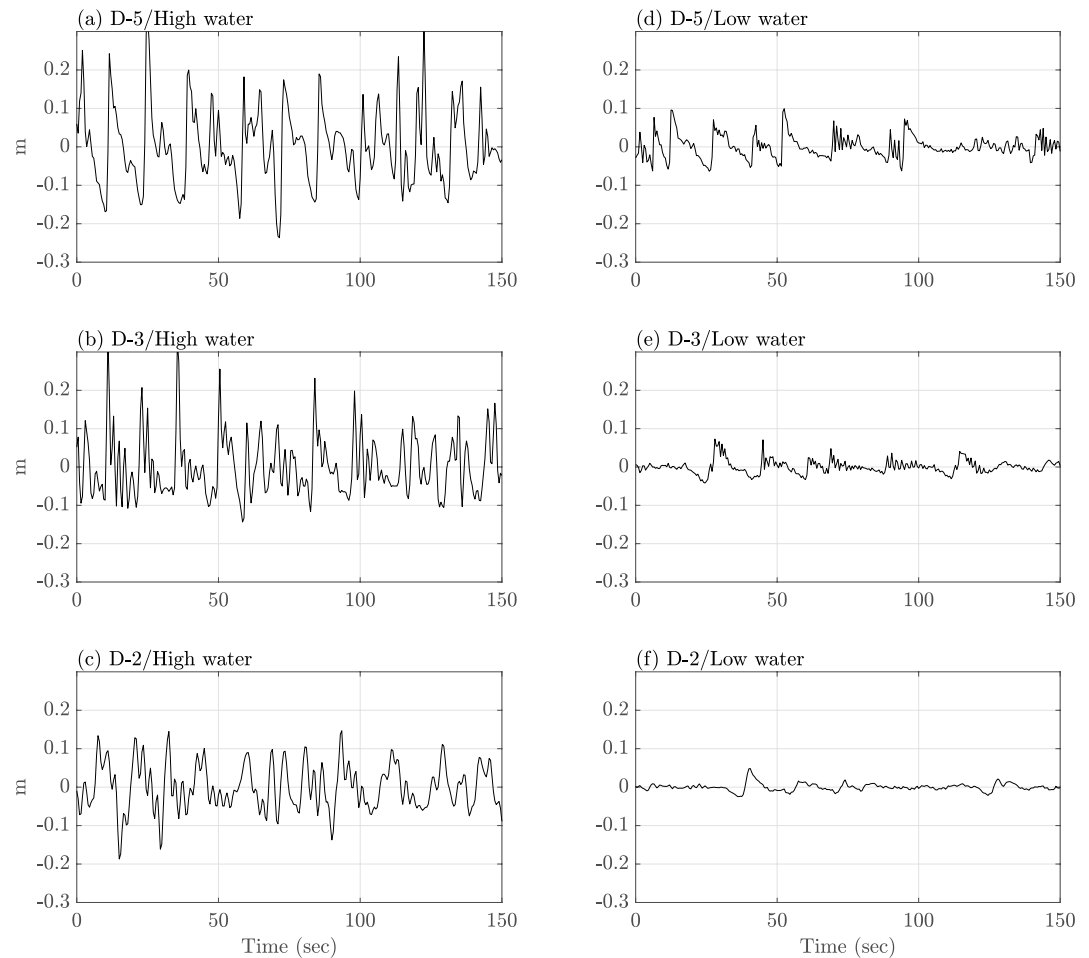 (a) D-5/High water
0.2
0.1
0
-0.1
-0.2
-0.3
m
0 50 100 150
(d) D-5/Low water
0.2
0.1
0
-0.1
-0.2
-0.3
0 50 100 150
(b) D-3/High water
0.2
0.1
0
-0.1
-0.2
-0.3
m
0 50 100 150
(e) D-3/Low water
0.2
0.1
0
-0.1
-0.2
-0.3
0 50 100 150
(c) D-2/High water
0.2
0.1
0
-0.1
-0.2
-0.3
m
0 50 100 150
Time (sec)
(f) D-2/Low water
0.2
0.1
0
-0.1
-0.2
-0.3
0 50 100 150
Time (sec)